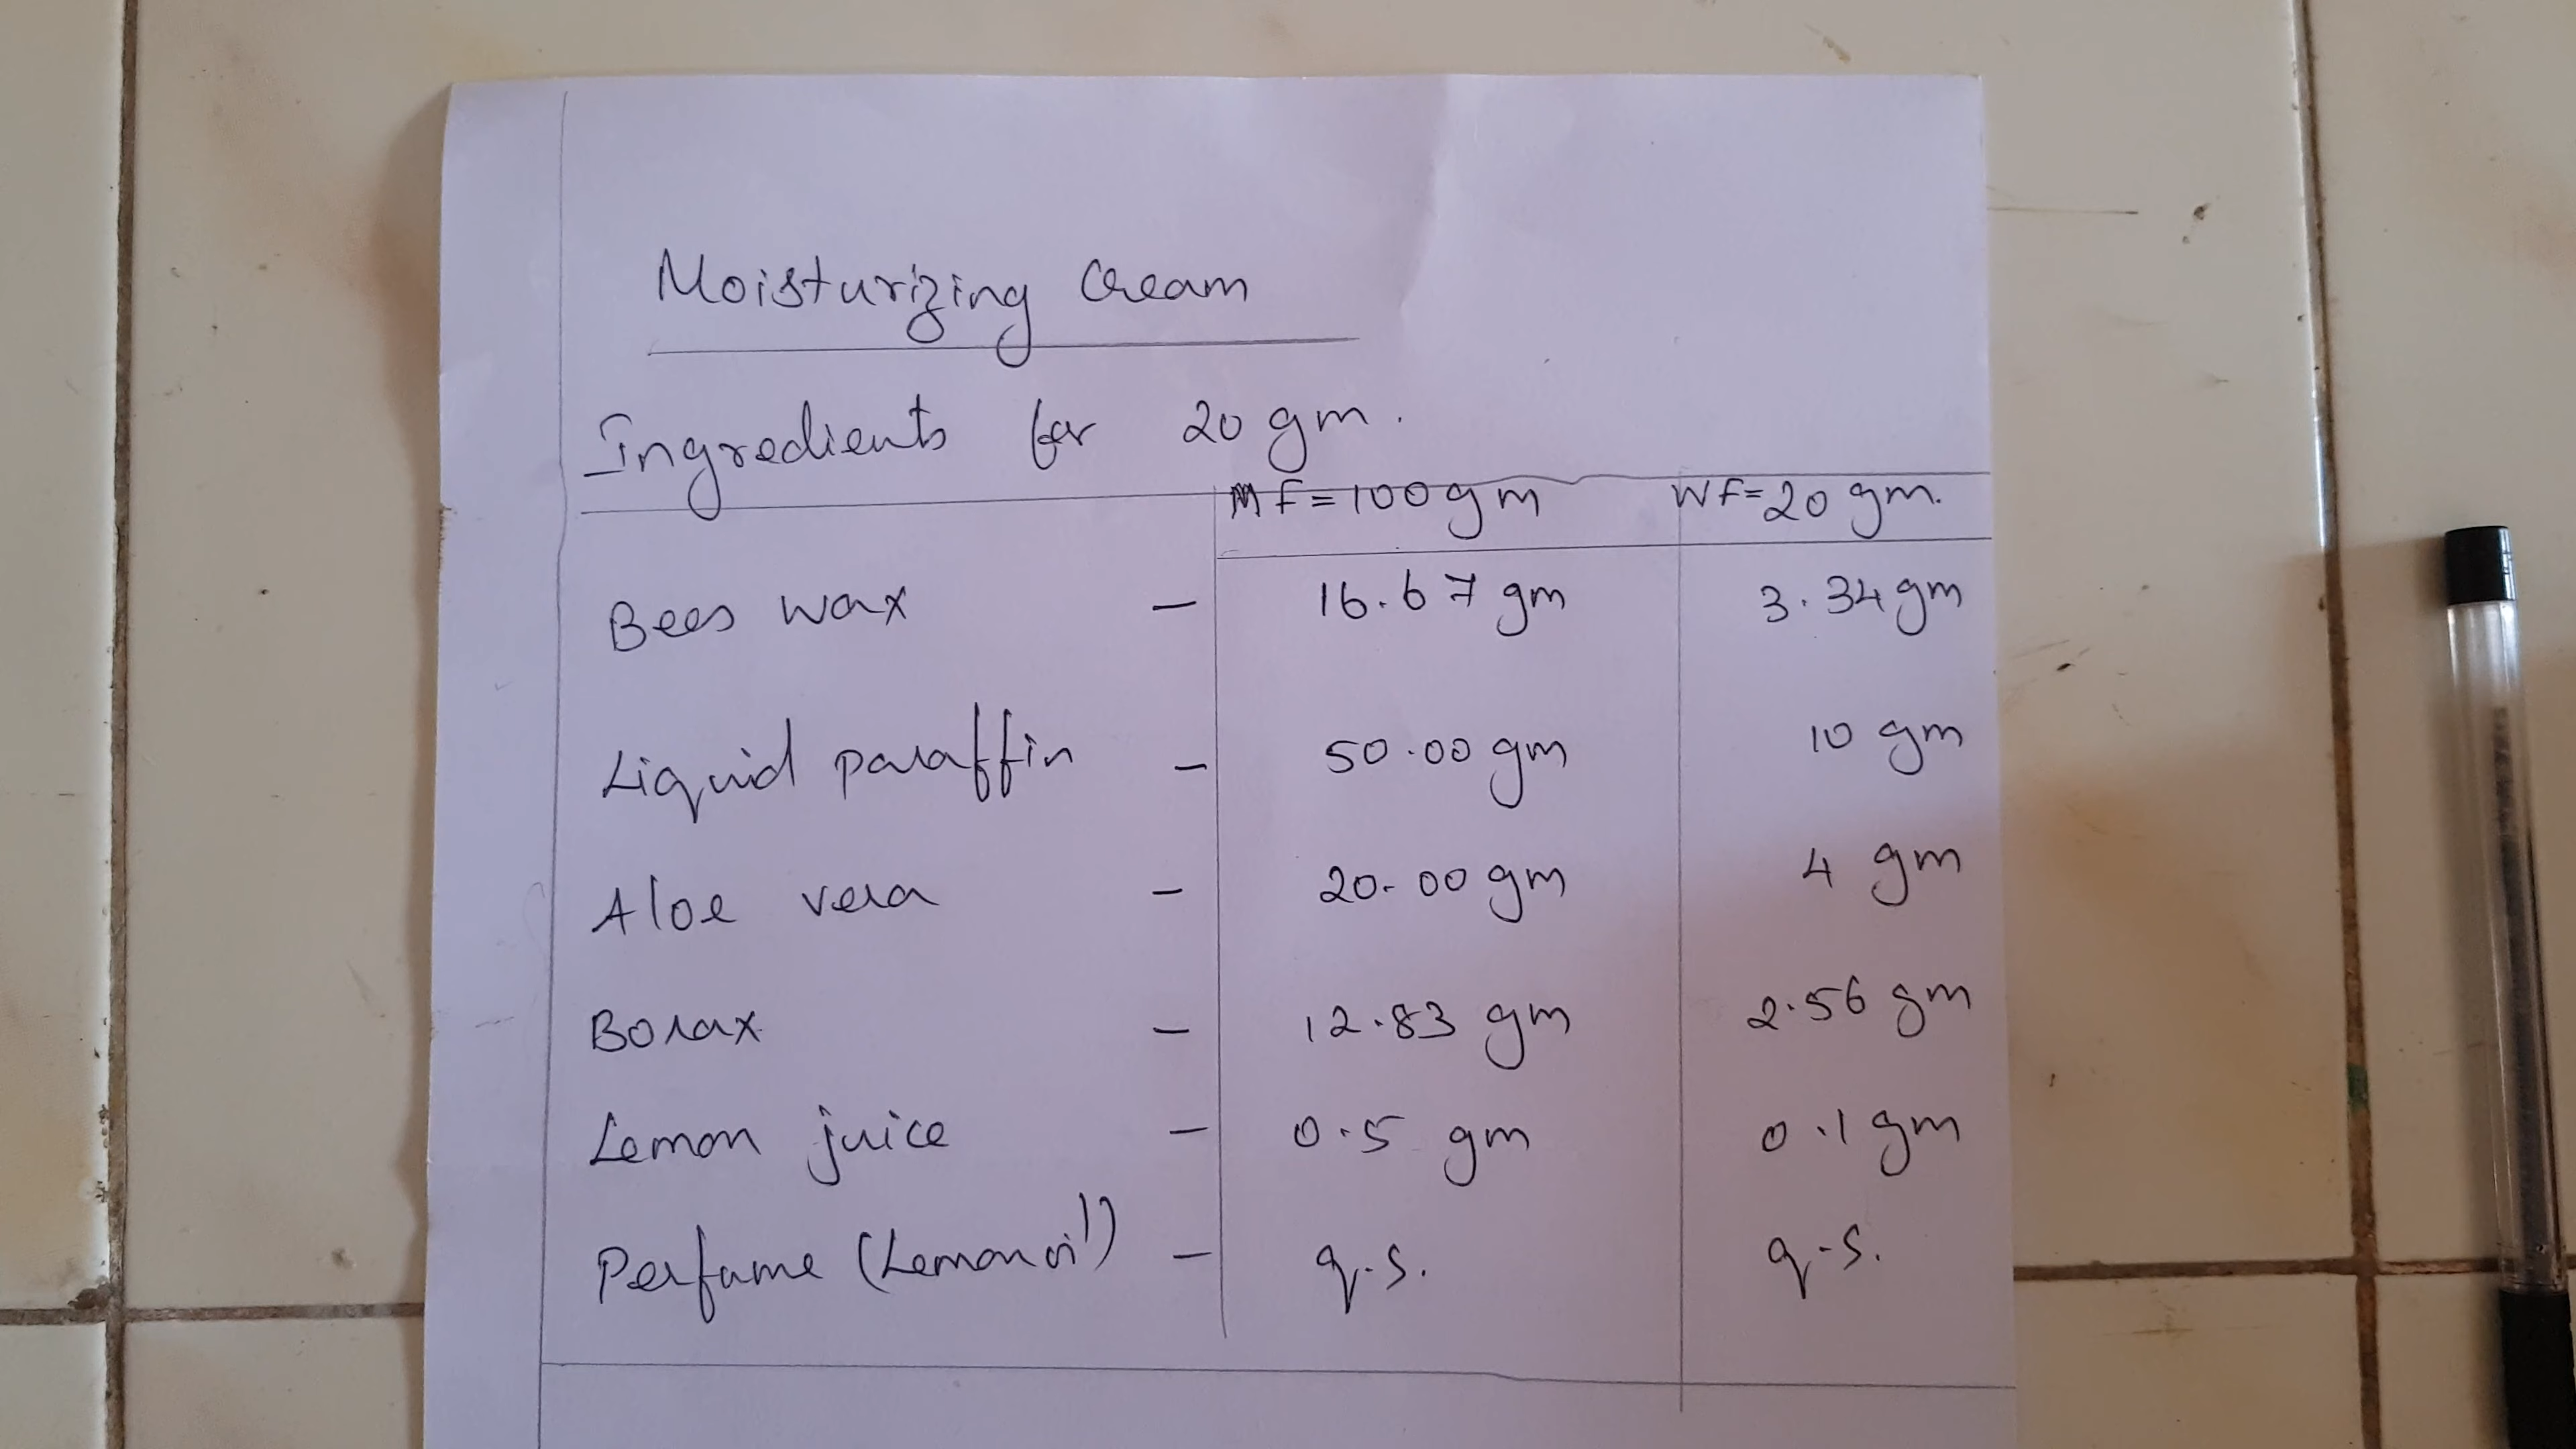 Moisturizing Cream
Ingredients for 20 gm.
MF=100gm WF=20 gm.
Bees wax - 16.67 gm 3.34gm
Liquid paraffin - 50.00 gm 10 gm
Aloe vera - 20.00 gm 4 gm
Borax - 12.83 gm 2.56 gm
Lemon juice - 0.5 gm 0.1 gm
Perfume (Lemon oil) - q.s. q.s.